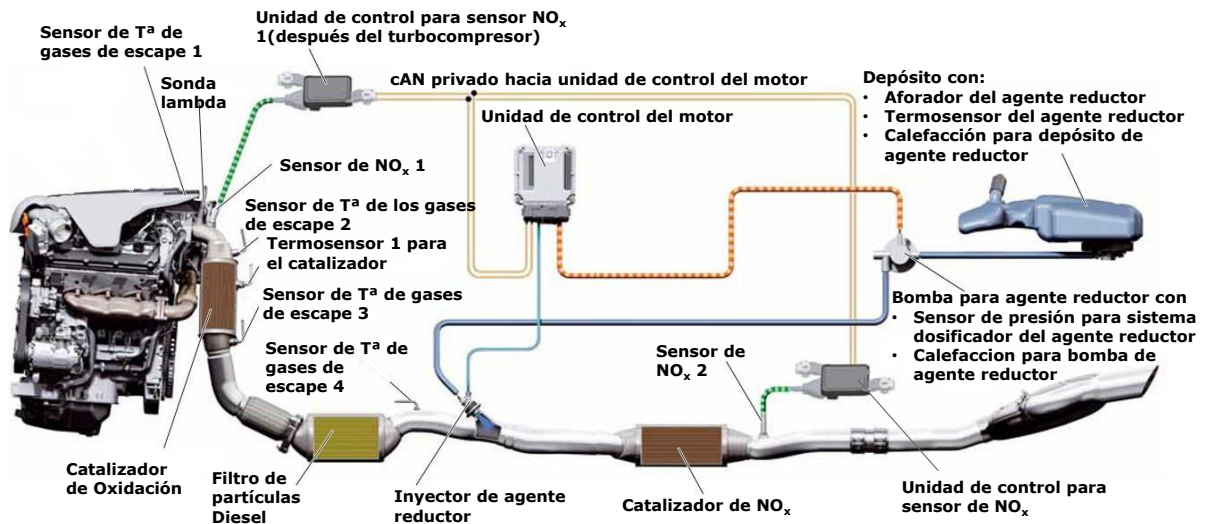 Sensor de Tª de
gases de escape 1
Unidad de control para sensor NOx
1(después del turbocompresor)
Sonda
lambda
cAN privado hacia unidad de control del motor
Unidad de control del motor
Depósito con:
• Aforador del agente reductor
• Termosensor del agente reductor
• Calefacción para depósito de
agente reductor
Sensor de NOx 1
Sensor de Tª de los gases
de escape 2
Termosensor 1 para
el catalizador
Sensor de Tª de gases
de escape 3
Sensor de Tª de
gases de
escape 4
Sensor de
NOx 2
Bomba para agente reductor con
• Sensor de presión para sistema
dosificador del agente reductor
• Calefaccion para bomba de
agente reductor
Catalizador
de Oxidación
Filtro de
partículas
Diesel
Inyector de agente
reductor
Catalizador de NOx
Unidad de control para
sensor de NOx